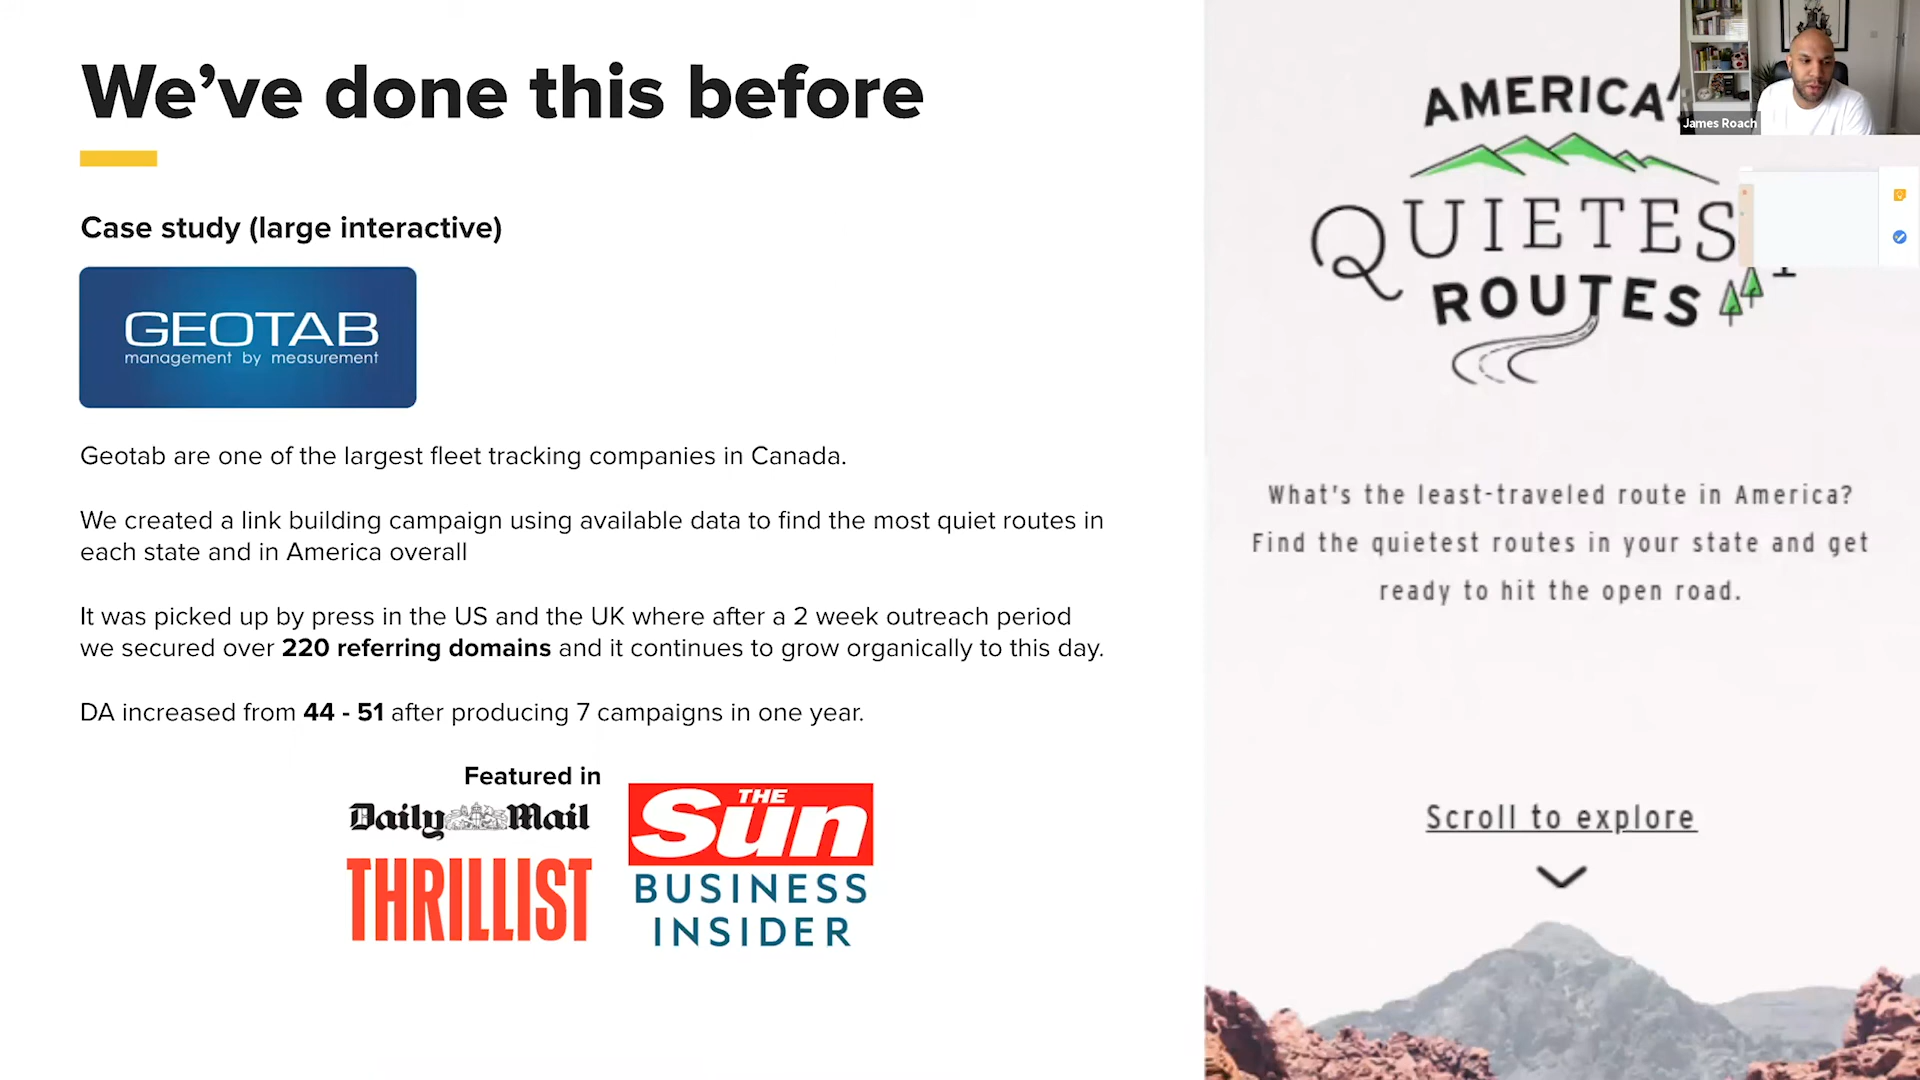 We've done this before
Case study (large interactive)
GEOTAB
management by measurement
Geotab are one of the largest fleet tracking companies in Canada.
We created a link building campaign using available data to find the most quiet routes in
each state and in America overall
It was picked up by press in the US and the UK where after a 2 week outreach period
we secured over 220 referring domains and it continues to grow organically to this day.
DA increased from 44 - 51 after producing 7 campaigns in one year.
Featured in
Daily Mail
THE
Sun
THRILLIST
BUSINESS
INSIDER
AMERICA'
QUIETES
ROUTES
What's the least-traveled route in America?
Find the quietest routes in your state and get
ready to hit the open road.
Scroll to explore
James Roach